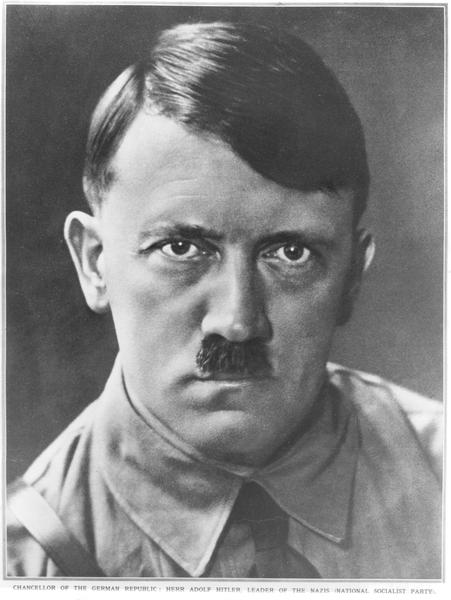 CHANCELLOR OF THE GERMAN REPUBLIC: HERR ADOLF HITLER, LEADER OF THE NAZIS (NATIONAL SOCIALIST PARTY).